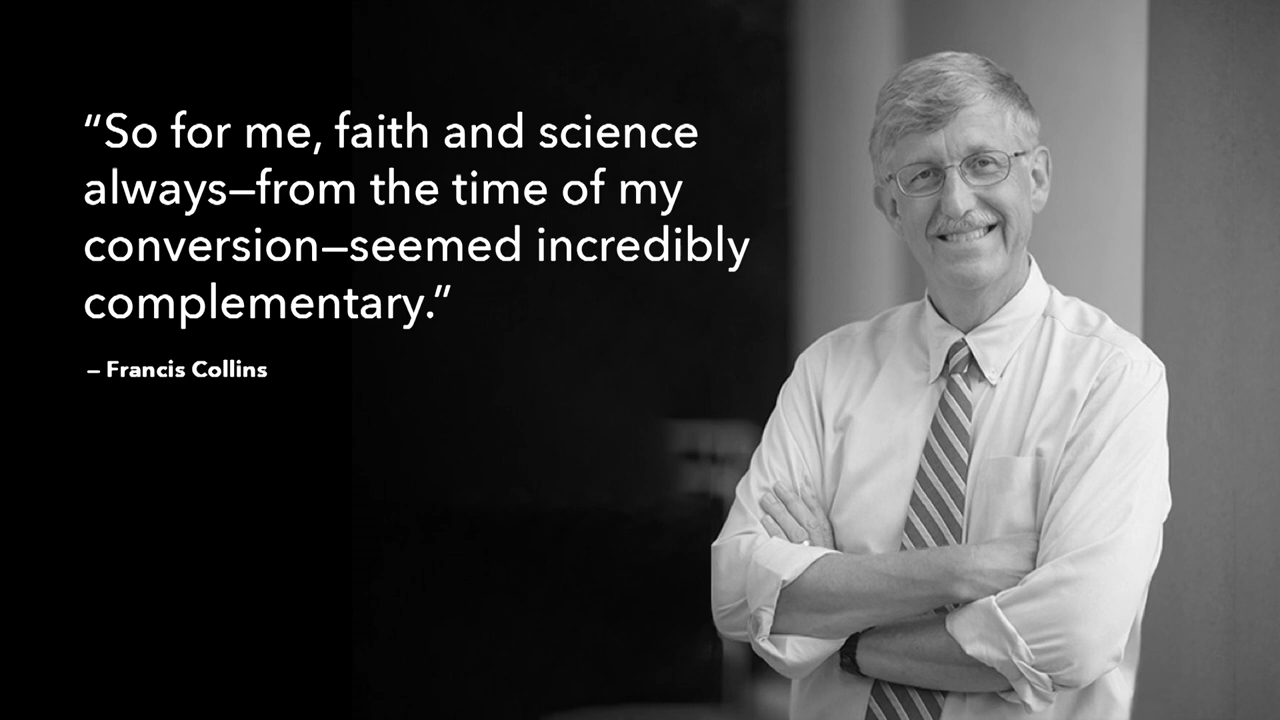 “So for me, faith and science
always—from the time of my
conversion—seemed incredibly
complementary.”
– Francis Collins